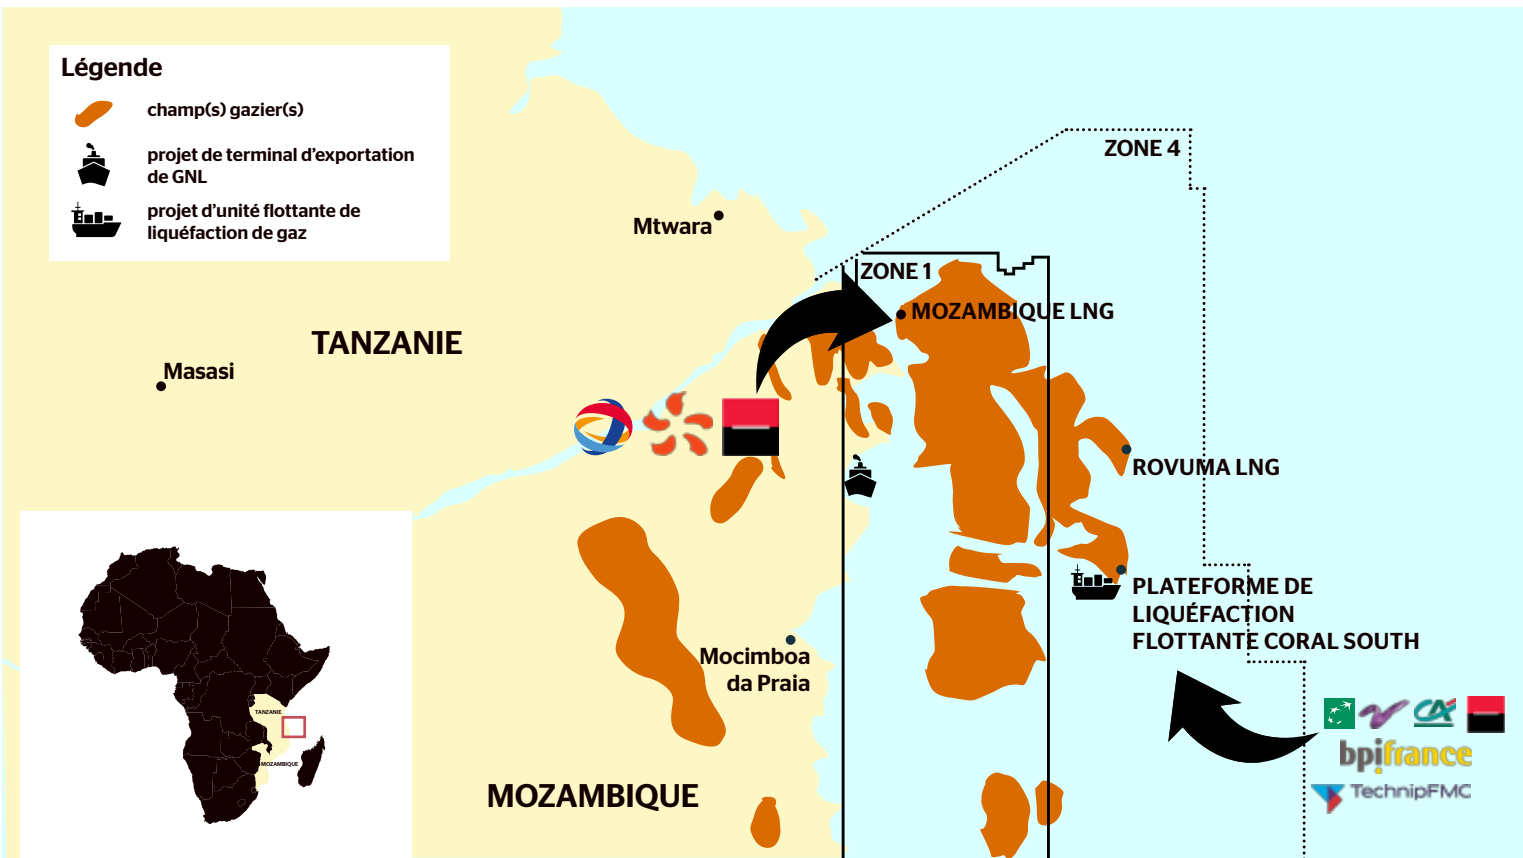 Légende
champ(s) gazier(s)
projet de terminal d'exportation
de GNL
projet d'unité flottante de
liquéfaction de gaz
ZONE 4
Mtwara
ZONE 1
MOZAMBIQUE LNG
TANZANIE
Masasi
ROVUMA LNG
PLATEFORME DE
LIQUÉFACTION
FLOTTANTE CORAL SOUTH
Mocimboa
da Praia
TANZANIE
MOZAMBIQUE
MOZAMBIQUE
CA
bpifrance
TechnipFMC